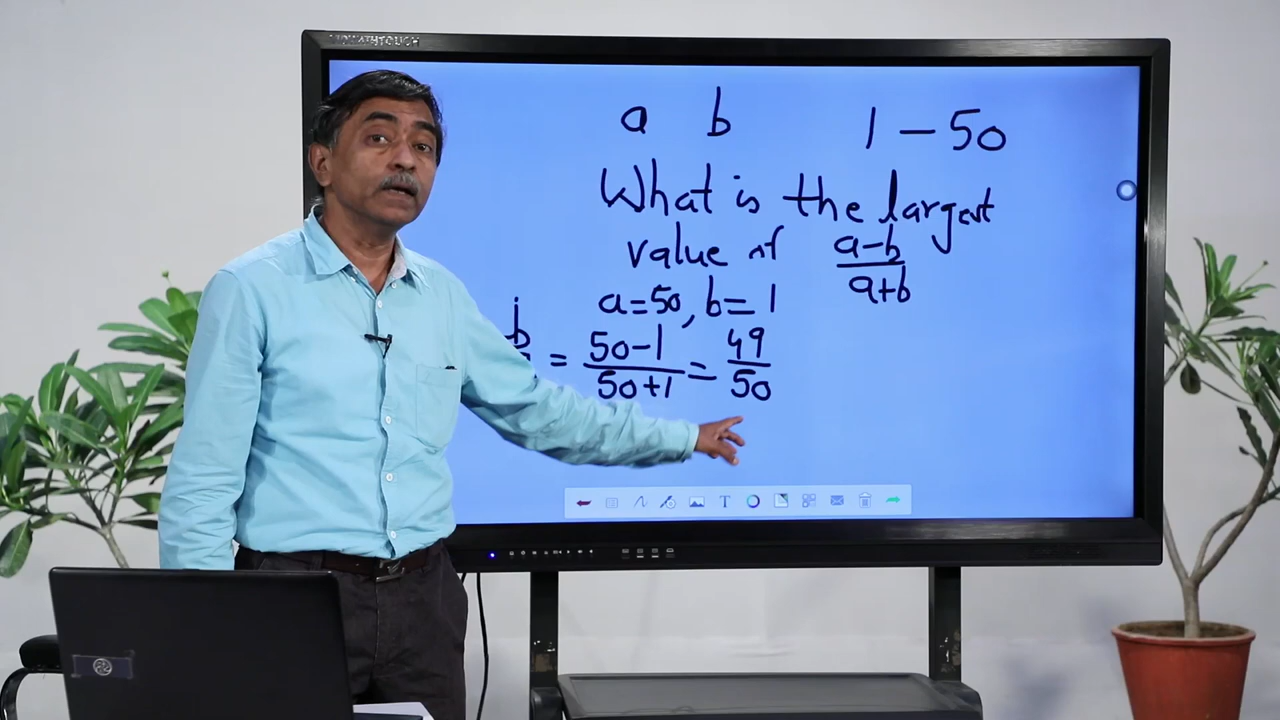 a b 1 - 50
What is the largest
value of a-b / a+b
a=50, b=1
b = 50-1 / 50+1 = 49 / 50
T